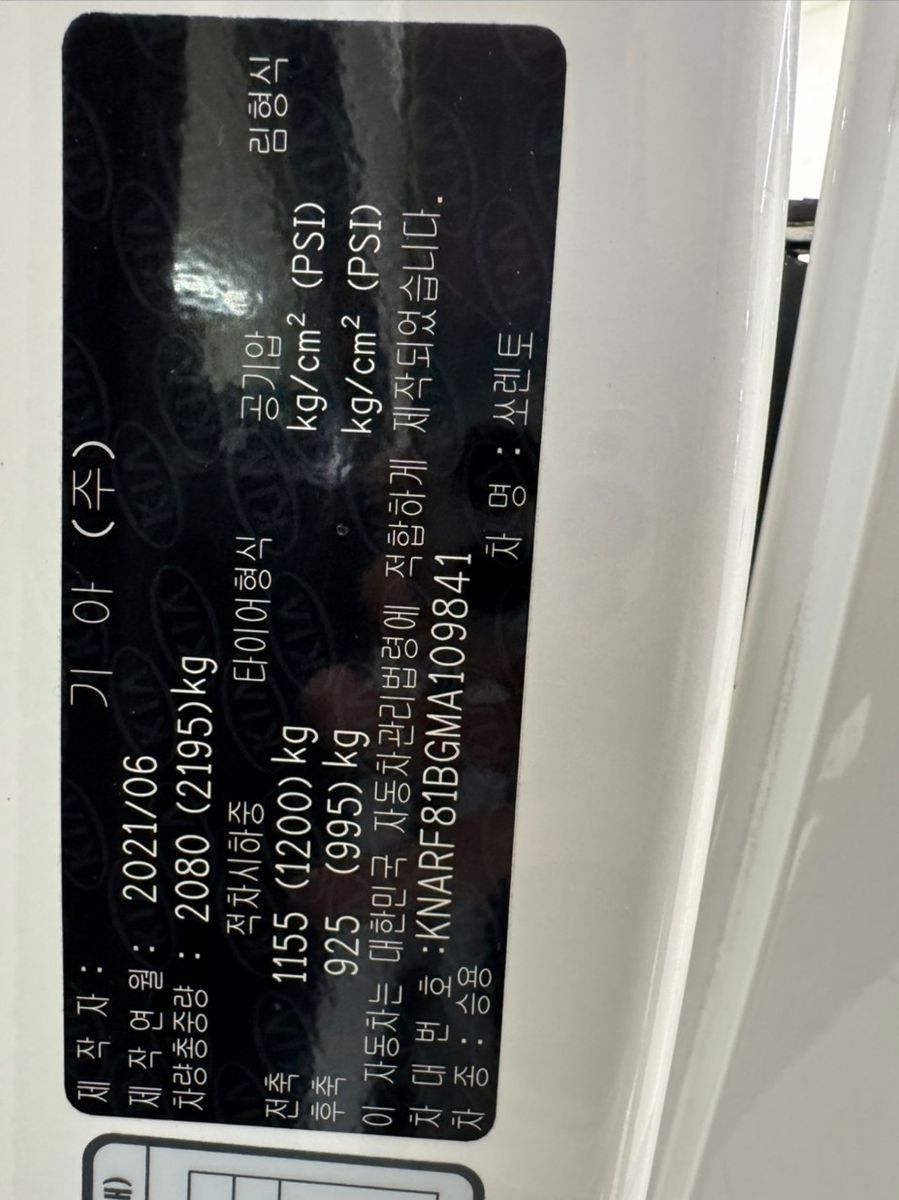 제 작 자 : 기 아 (주)
제 작 연 월 : 2021/06
차량총중량 : 2080 (2195)kg
적차시하중 타이어형식 공기압 림형식
전축 1155 (1200) kg kg/cm² (PSI)
후축 925 (995) kg kg/cm² (PSI)
이 자동차는 대한민국 자동차관리법령에 적합하게 제작되었습니다.
차 대 번 호 :KNARF81BGMA109841
차 종 : 승용 차 명 : 쏘렌토
(H)